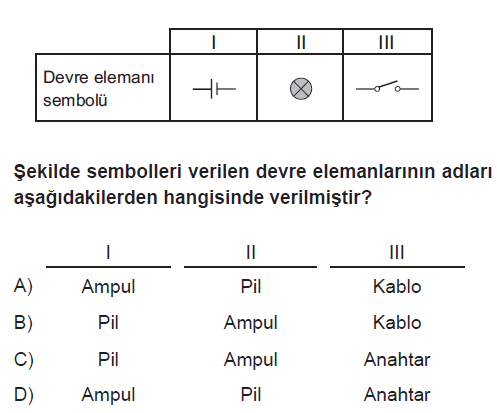 I II III
Devre elemanı
sembolü
Şekilde sembolleri verilen devre elemanlarının adları
aşağıdakilerden hangisinde verilmiştir?
I II III
A) Ampul Pil Kablo
B) Pil Ampul Kablo
C) Pil Ampul Anahtar
D) Ampul Pil Anahtar